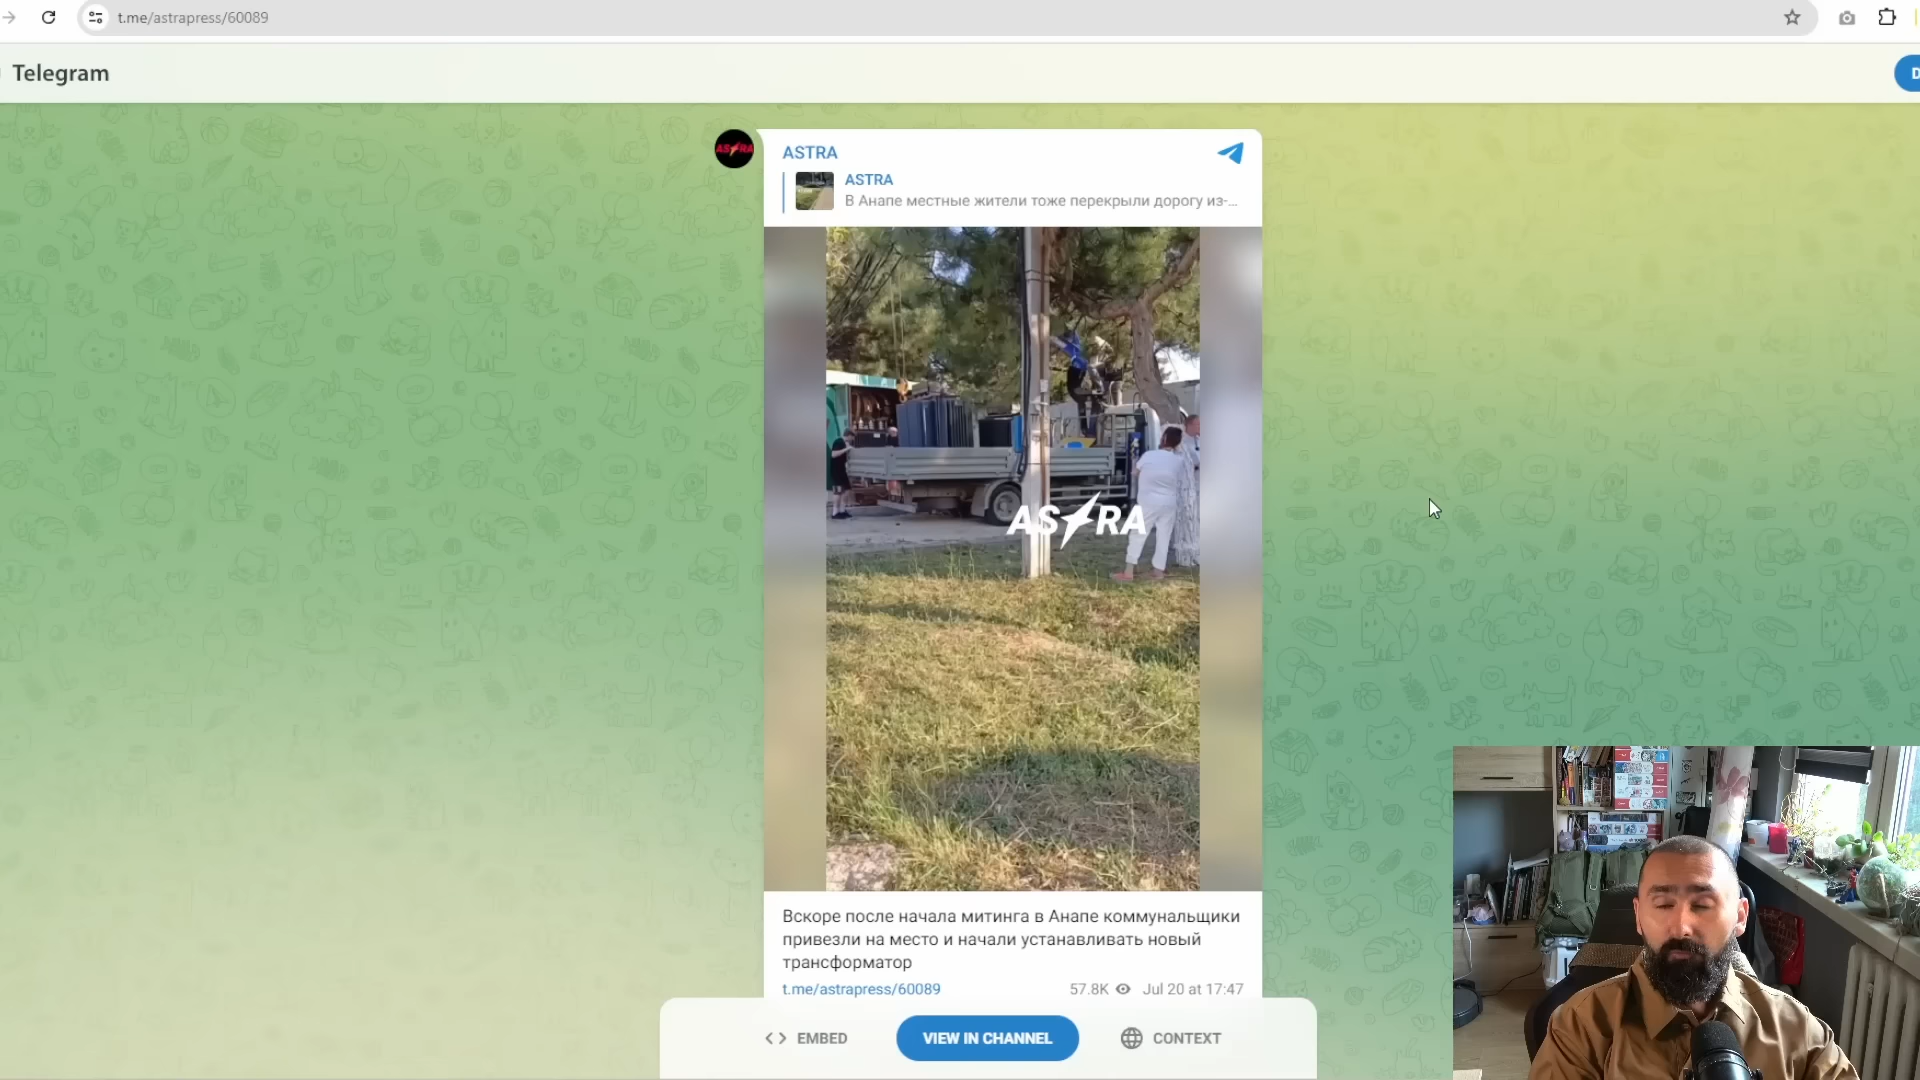 t.me/astrapress/60089
Telegram
D
ASTRA
ASTRA
ASTRA
В Анапе местные жители тоже перекрыли дорогу из-...
ASTRA
Вскоре после начала митинга в Анапе коммунальщики
привезли на место и начали устанавливать новый
трансформатор
t.me/astrapress/60089 57.8K Jul 20 at 17:47
EMBED VIEW IN CHANNEL CONTEXT